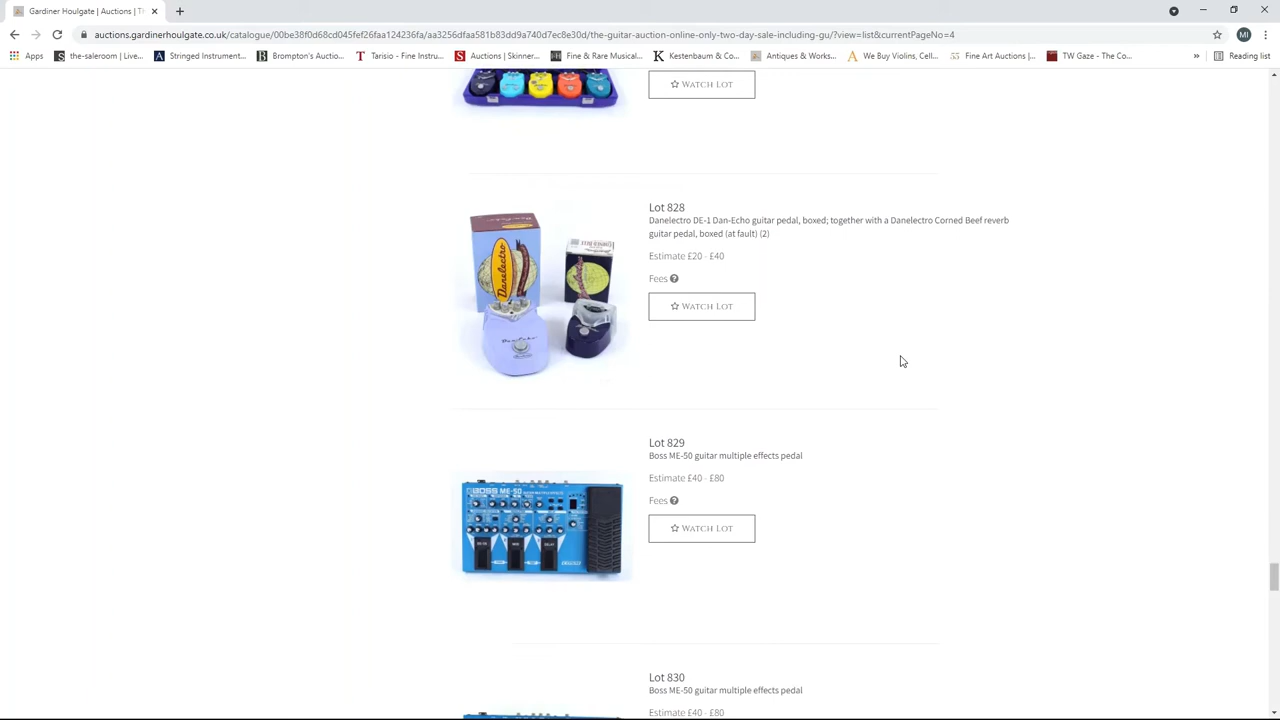 Gardiner Houlgate | Auctions | Th
auctions.gardinerhoulgate.co.uk/catalogue/00be38f0d68cd045fef26faa124236fa/aa3256dfaa581b83dd9a740d7ec8e30d/the-guitar-auction-online-only-two-day-sale-including-gu/?view=list&currentPageNo=4
MI
Apps the-saleroom | Live... Stringed Instrument... Brompton's Auctio... Tarisio - Fine Instru... Auctions | Skinner... Fine & Rare Musical... Kestenbaum & Co... Antiques & Works... We Buy Violins, Cell... Fine Art Auctions |... TW Gaze - The Co... » Reading list
WATCH LOT
Lot 828
Danelectro DE-1 Dan-Echo guitar pedal, boxed; together with a Danelectro Corned Beef reverb
guitar pedal, boxed (at fault) (2)
Estimate £20 - £40
Fees
WATCH LOT
Danelectro
Lot 829
Boss ME-50 guitar multiple effects pedal
Estimate £40 - £80
Fees
WATCH LOT
BOSS ME-50
DELAY
Lot 830
Boss ME-50 guitar multiple effects pedal
Estimate £40 - £80